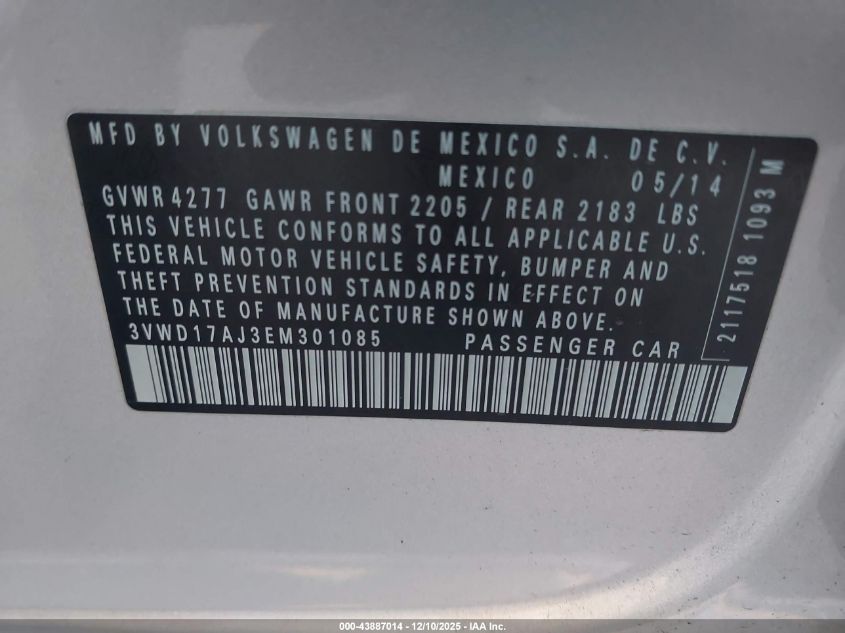 MFD BY VOLKSWAGEN DE MEXICO S.A. DE C.V.
MEXICO 05/14
GVWR 4277 GAWR FRONT 2205 / REAR 2183 LBS
THIS VEHICLE CONFORMS TO ALL APPLICABLE U.S.
FEDERAL MOTOR VEHICLE SAFETY, BUMPER AND
THEFT PREVENTION STANDARDS IN EFFECT ON
THE DATE OF MANUFACTURE SHOWN ABOVE.
3VWD17AJ3EM301085 PASSENGER CAR
21175181093 M
000-43887014 - 12/10/2025 - IAA Inc.